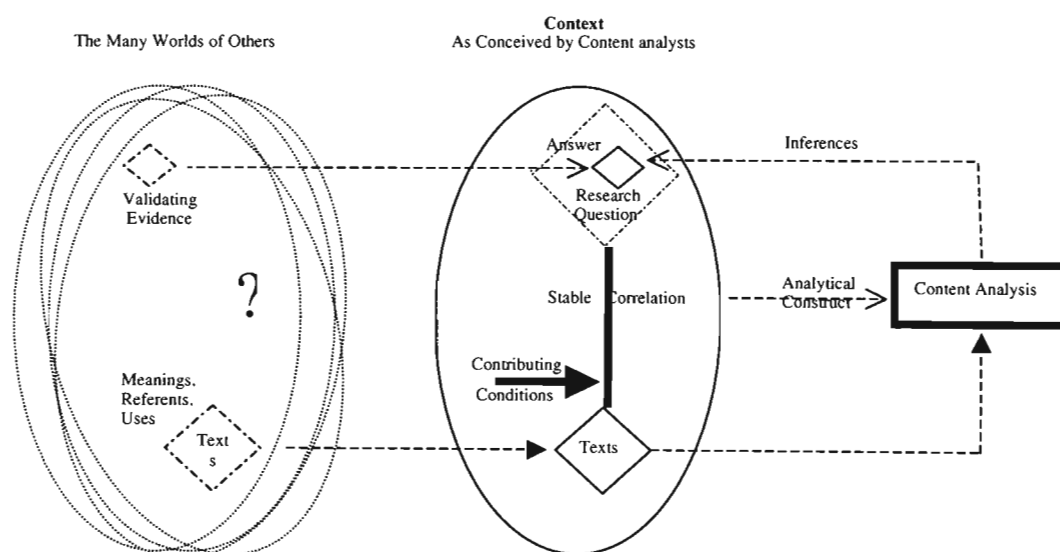 The Many Worlds of Others
Context
As Conceived by Content analysts
Answer
Inferences
Validating
Evidence
Research
Question
?
Stable Correlation
Analytical
Construct
Content Analysis
Meanings,
Referents,
Uses
Contributing
Conditions
Text
s
Texts